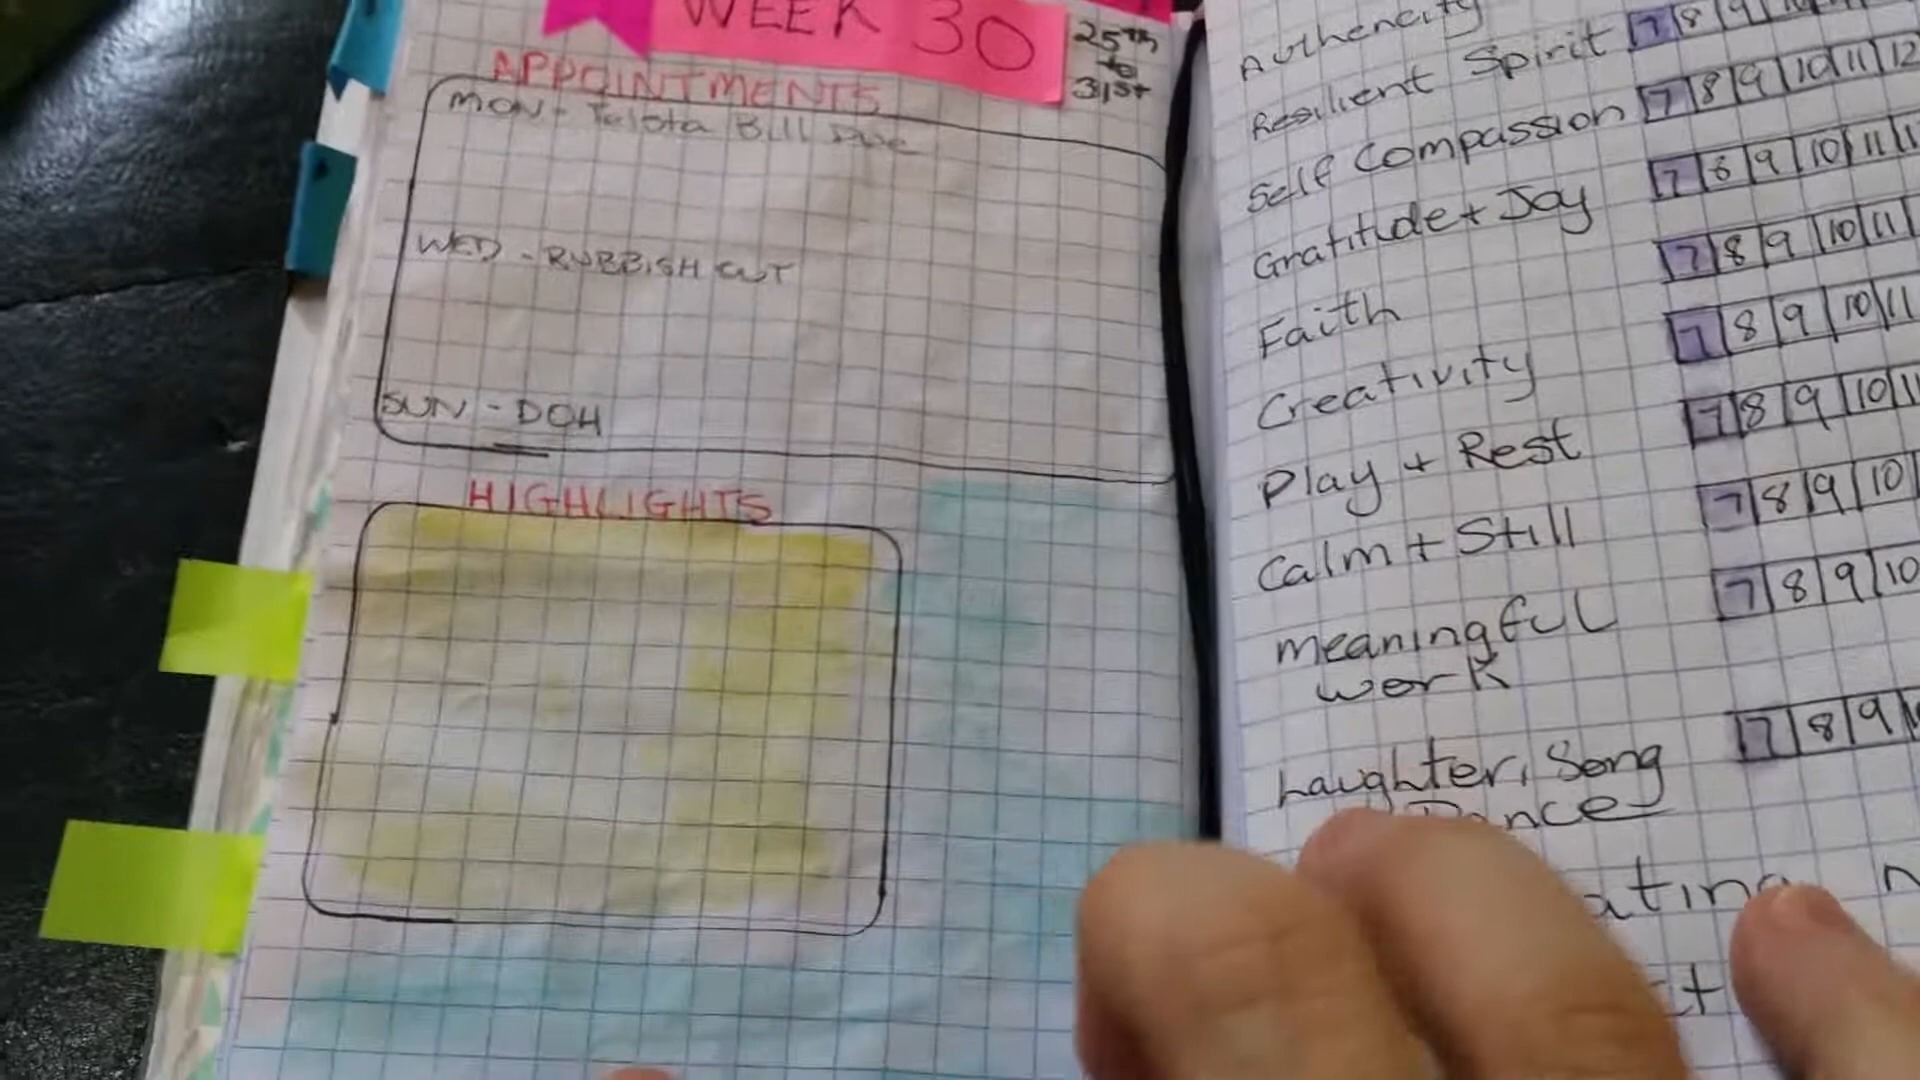 WEEK 30
25th
to
31st
APPOINTMENTS
MON - Telsta Bill Due
WED - RUBBISH OUT
SUN - DOH
HIGHLIGHTS
Authencity
Resilient Spirit 7 8 9 10
Self Compassion 7 8 9 10 11 12
Gratitude + Joy 7 8 9 10 11
Faith 7 8 9 10 11
Creativity 7 8 9 10 11
Play + Rest 7 8 9 10
Calm + Still 7 8 9 10
meaningful 7 8 9 10
work
Laughter, Song 7 8 9
Dance